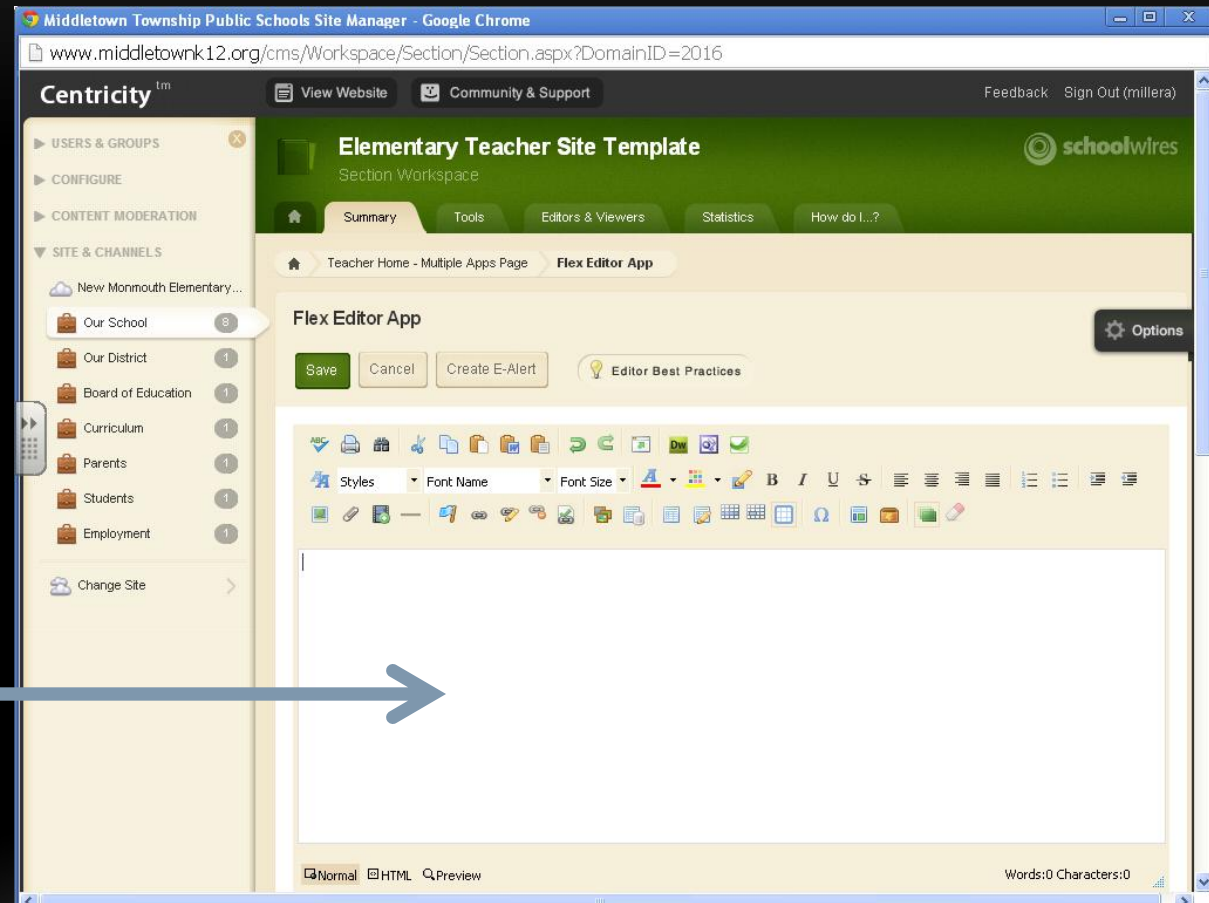 Middletown Township Public Schools Site Manager - Google Chrome
www.middletownk12.org/cms/Workspace/Section/Section.aspx?DomainID=2016
Centricity™ View Website Community & Support Feedback Sign Out (millera)
USERS & GROUPS
CONFIGURE
CONTENT MODERATION
SITE & CHANNELS
New Monmouth Elementary...
Our School 8
Our District 1
Board of Education 1
Curriculum 1
Parents 1
Students 1
Employment 1
Change Site
Elementary Teacher Site Template
Section Workspace
schoolwires
Summary Tools Editors & Viewers Statistics How do I...?
Teacher Home - Multiple Apps Page Flex Editor App
Flex Editor App
Options
Save Cancel Create E-Alert Editor Best Practices
ABC Dw
Styles Font Name Font Size A B I U S
Ω
Normal HTML Preview Words:0 Characters:0